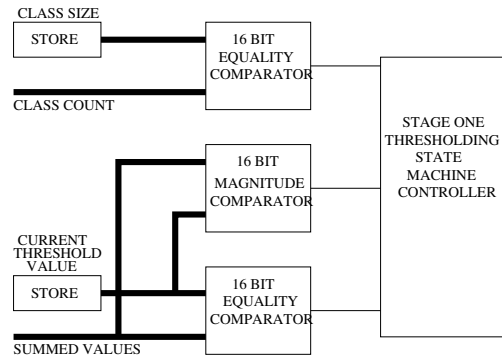 CLASS SIZE
STORE
CLASS COUNT
16 BIT
EQUALITY
COMPARATOR
16 BIT
MAGNITUDE
COMPARATOR
CURRENT
THRESHOLD
VALUE
STORE
SUMMED VALUES
16 BIT
EQUALITY
COMPARATOR
STAGE ONE
THRESHOLDING
STATE
MACHINE
CONTROLLER